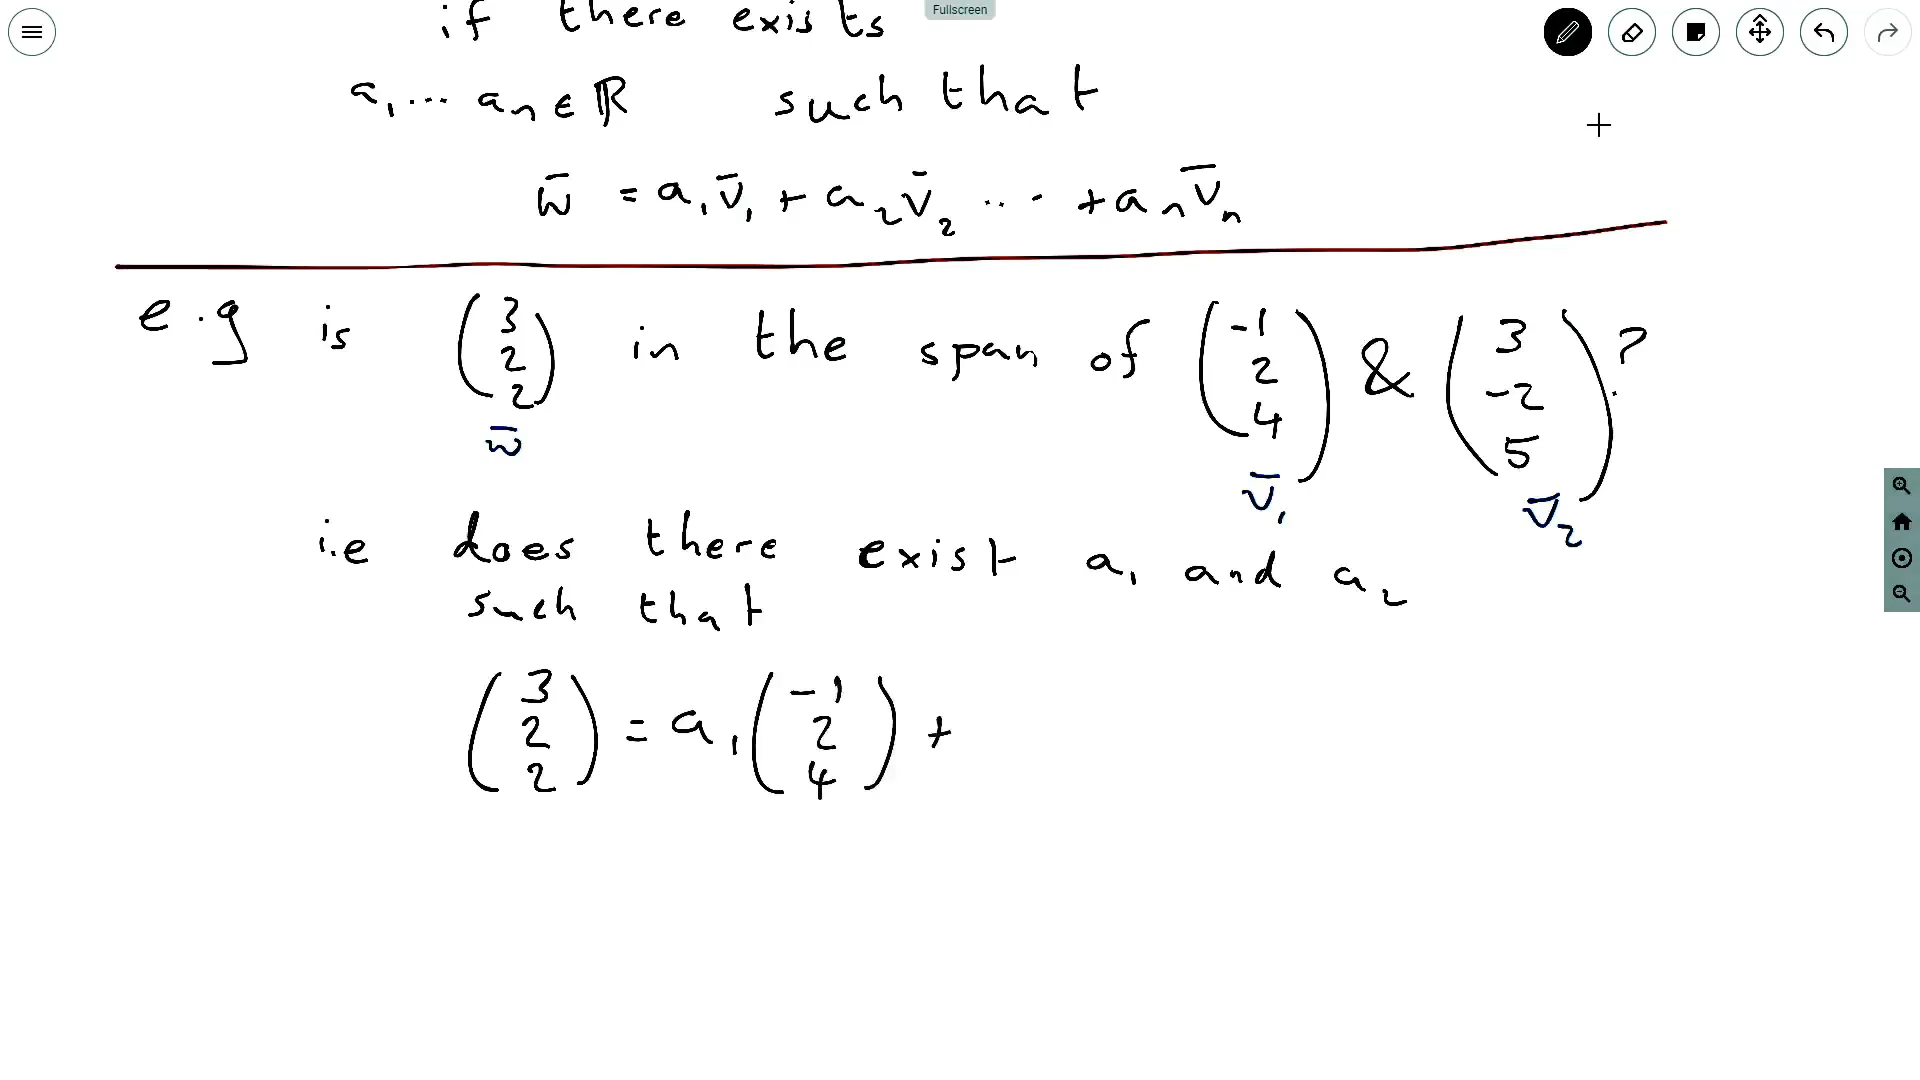 Fullscreen
if there exists
a₁... aₙ ∈ ℝ such that
w̄ = a₁v̄₁ + a₂v̄₂ ... + aₙv̄ₙ
e.g is (3 2 2) in the span of (-1 2 4) & (3 -2 5)?
w̄ v̄₁ v̄₂
i.e does there exist a₁ and a₂
such that
(3 2 2) = a₁(-1 2 4) +